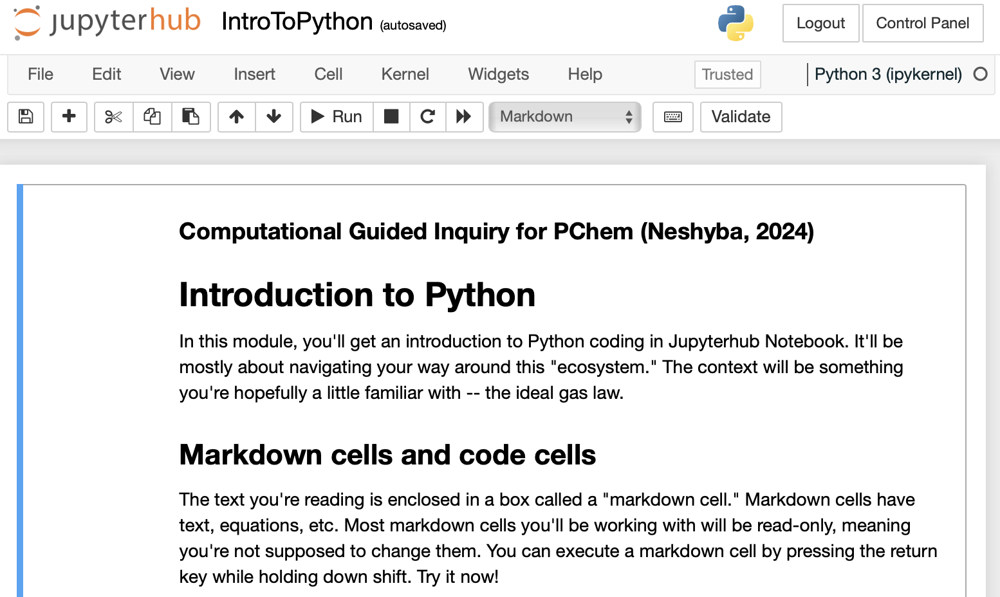 jupyterhub IntroToPython (autosaved) Logout Control Panel
File Edit View Insert Cell Kernel Widgets Help Trusted Python 3 (ipykernel)
Run Markdown Validate
Computational Guided Inquiry for PChem (Neshyba, 2024)
Introduction to Python
In this module, you'll get an introduction to Python coding in Jupyterhub Notebook. It'll be
mostly about navigating your way around this "ecosystem." The context will be something
you're hopefully a little familiar with -- the ideal gas law.
Markdown cells and code cells
The text you're reading is enclosed in a box called a "markdown cell." Markdown cells have
text, equations, etc. Most markdown cells you'll be working with will be read-only, meaning
you're not supposed to change them. You can execute a markdown cell by pressing the return
key while holding down shift. Try it now!